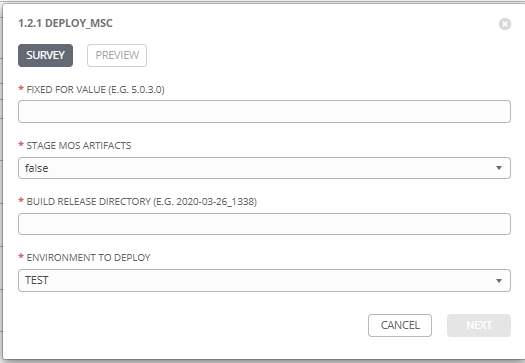 1.2.1 DEPLOY_MSC
SURVEY PREVIEW
* FIXED FOR VALUE (E.G. 5.0.3.0)
* STAGE MOS ARTIFACTS
false
* BUILD RELEASE DIRECTORY (E.G. 2020-03-26_1338)
* ENVIRONMENT TO DEPLOY
TEST
CANCEL NEXT